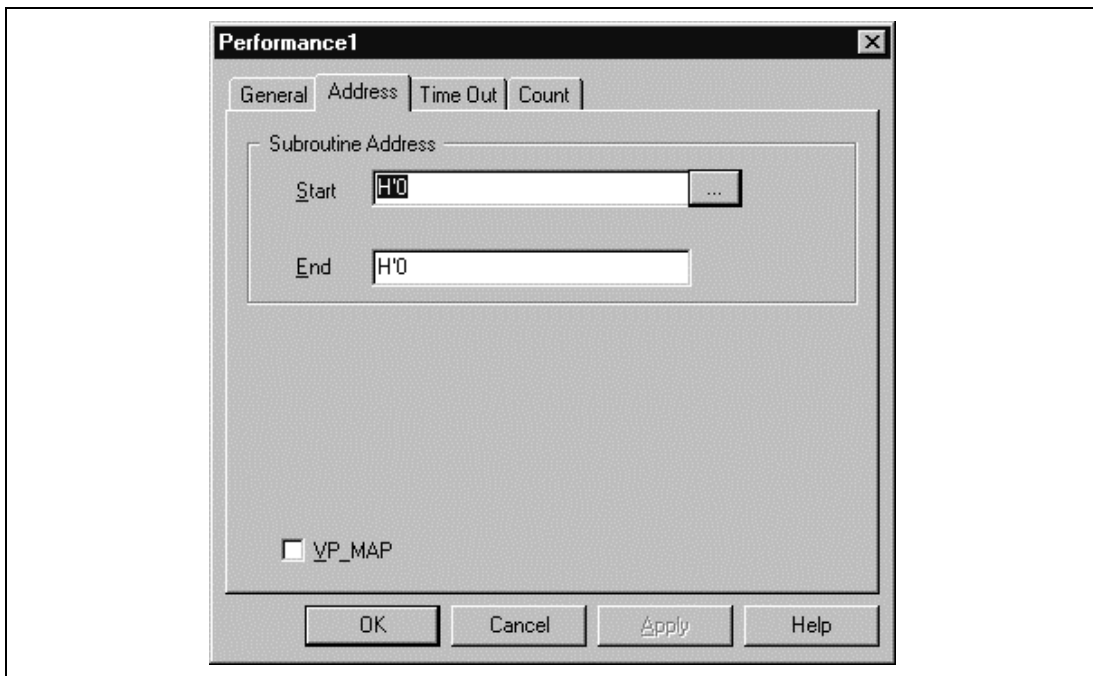 Performance1
General Address Time Out Count
Subroutine Address
Start H'0 ...
End H'0
VP_MAP
OK Cancel Apply Help